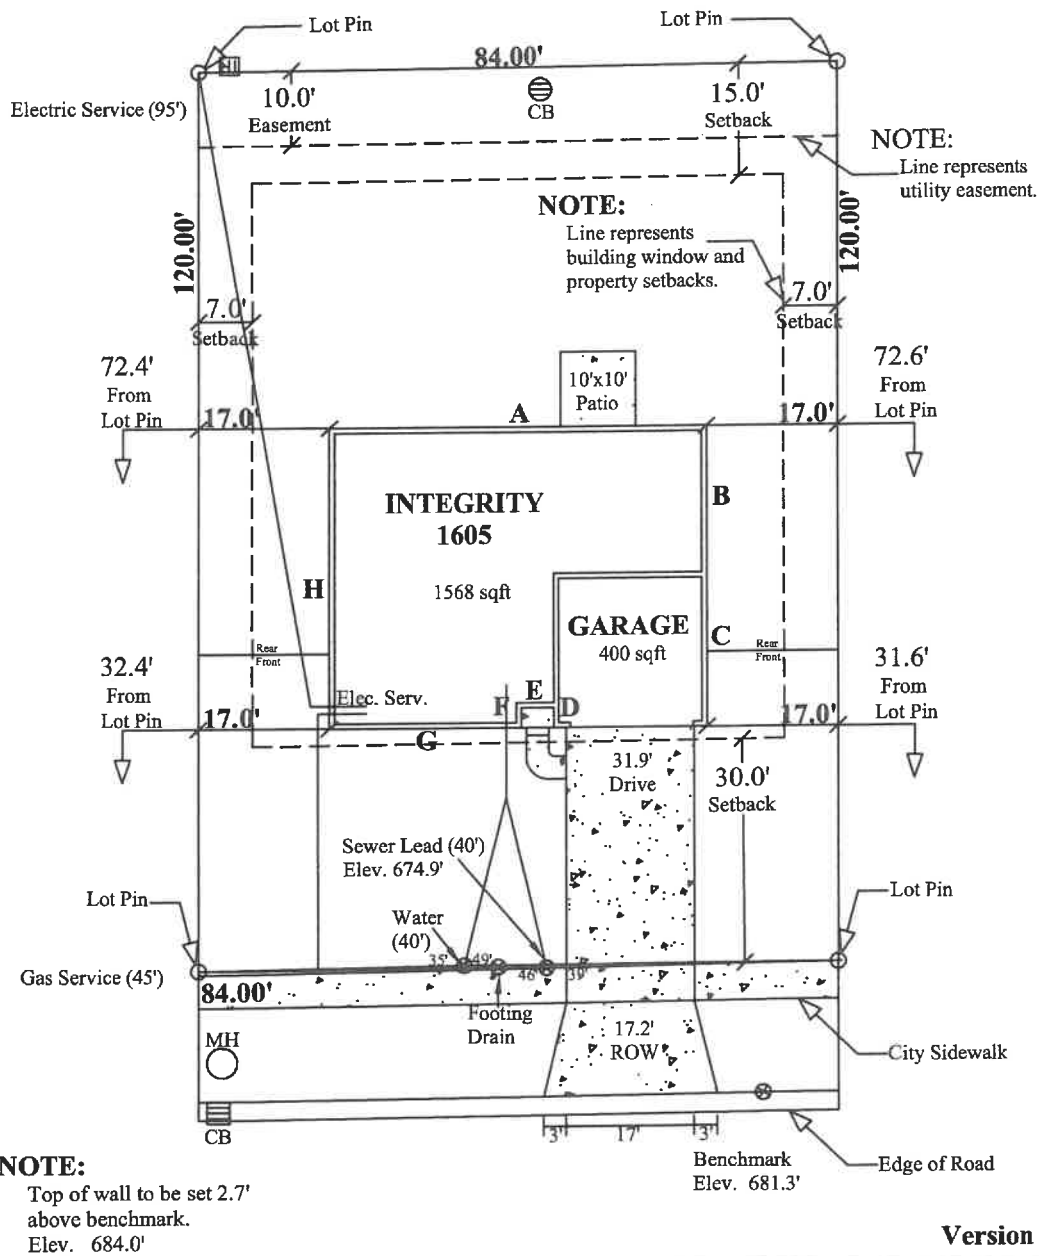 Lot Pin
Lot Pin
84.00'
Electric Service (95')
10.0'
Easement
CB
15.0'
Setback
NOTE:
Line represents
utility easement.
NOTE:
Line represents
building window and
property setbacks.
120.00'
120.00'
7.0'
Setback
7.0'
Setback
72.4'
From
Lot Pin
17.0'
A
10'x10'
Patio
17.0'
72.6'
From
Lot Pin
INTEGRITY
1605
B
H
1568 sqft
GARAGE
400 sqft
C
Rear
Front
Rear
Front
32.4'
From
Lot Pin
17.0'
Elec. Serv.
F
E
D
G
17.0'
31.6'
From
Lot Pin
31.9'
Drive
30.0'
Setback
Sewer Lead (40')
Elev. 674.9'
Lot Pin
Lot Pin
Water
(40')
35'
49'
46'
39'
Gas Service (45')
84.00'
Footing
Drain
MH
17.2'
ROW
City Sidewalk
CB
3'
17'
3'
Edge of Road
Benchmark
Elev. 681.3'
NOTE:
Top of wall to be set 2.7'
above benchmark.
Elev. 684.0'
Version